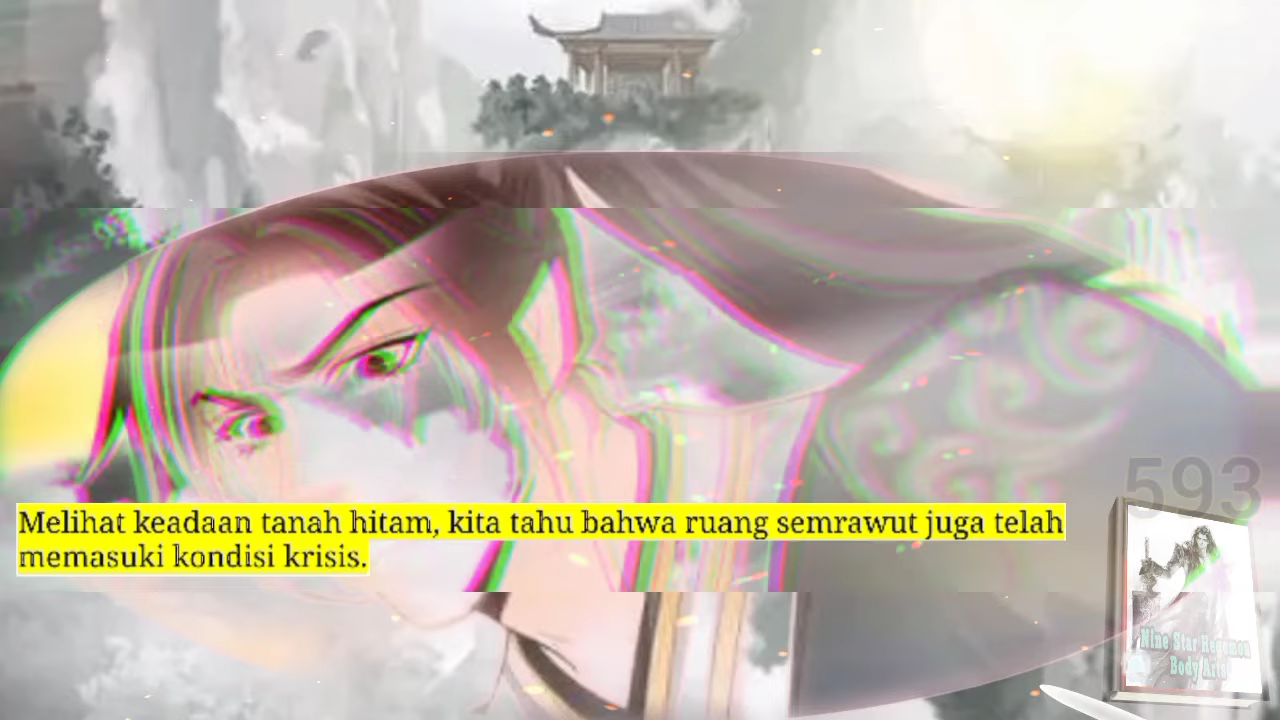 593
Melihat keadaan tanah hitam, kita tahu bahwa ruang semrawut juga telah
memasuki kondisi krisis.
Nine Star Hegemon
Body Arts